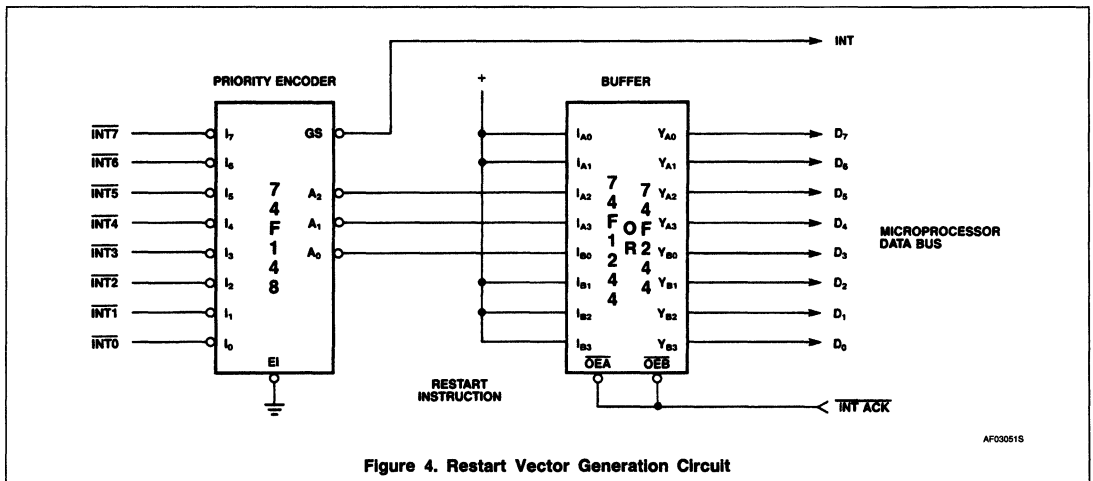 INT
PRIORITY ENCODER
+
BUFFER
INT7
I7
GS
IA0
YA0
D7
INT6
I6
IA1
YA1
D6
INT5
I5
A2
IA2
YA2
D5
INT4
I4
A1
IA3
YA3
D4
INT3
I3
A0
IB0
YB0
D3
INT2
I2
IB1
YB1
D2
INT1
I1
IB2
YB2
D1
INT0
I0
IB3
YB3
D0
74F148
74F1244
OR
74F244
MICROPROCESSOR
DATA BUS
EI
OEA
OEB
RESTART
INSTRUCTION
INT ACK
AF03051S
Figure 4. Restart Vector Generation Circuit